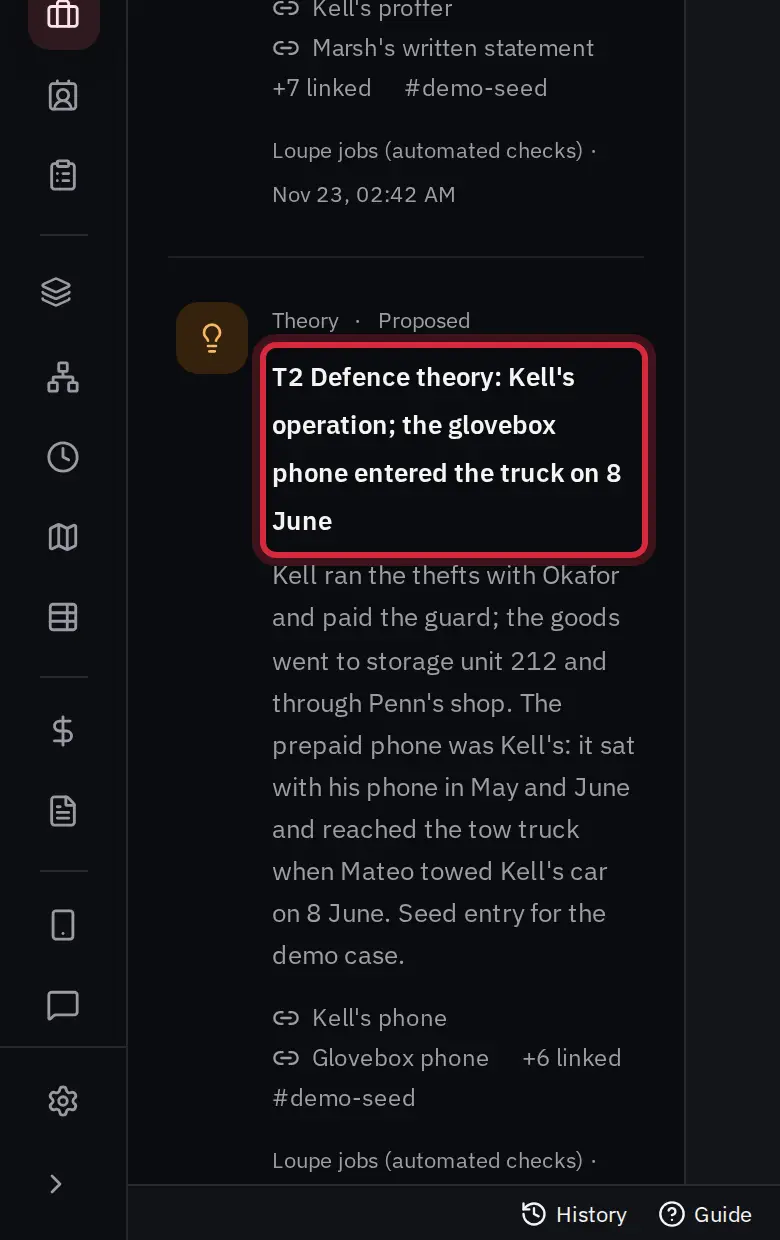 Kell's proffer
Marsh's written statement
+7 linked #demo-seed
Loupe jobs (automated checks) ·
Nov 23, 02:42 AM
Theory · Proposed
T2 Defence theory: Kell's
operation; the glovebox
phone entered the truck on 8
June
Kell ran the thefts with Okafor
and paid the guard; the goods
went to storage unit 212 and
through Penn's shop. The
prepaid phone was Kell's: it sat
with his phone in May and June
and reached the tow truck
when Mateo towed Kell's car
on 8 June. Seed entry for the
demo case.
Kell's phone
Glovebox phone +6 linked
#demo-seed
Loupe jobs (automated checks) ·
History Guide